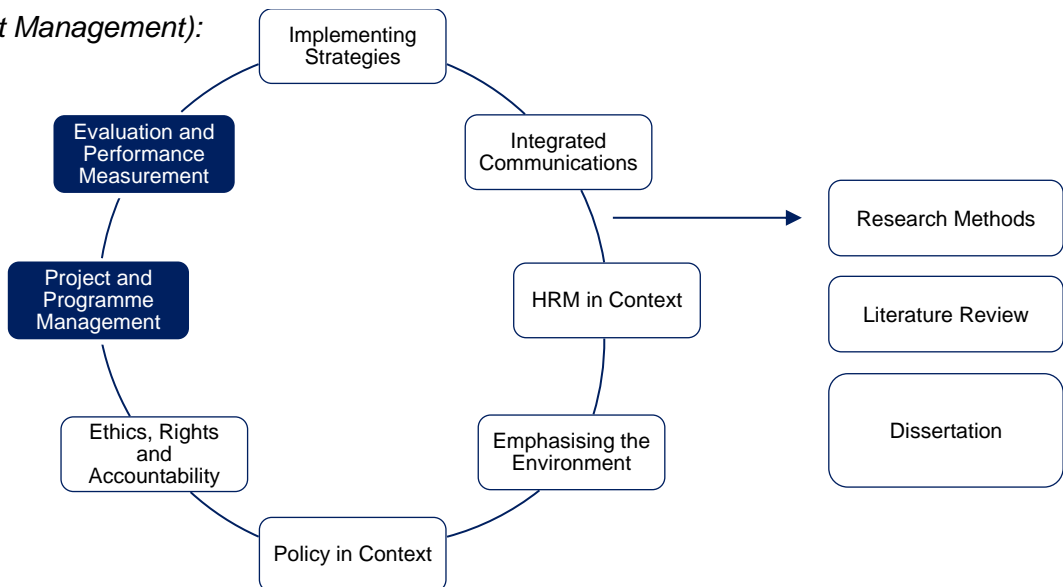 t Management):
Implementing
Strategies
Evaluation and
Performance
Measurement
Integrated
Communications
Research Methods
Project and
Programme
Management
HRM in Context
Literature Review
Ethics, Rights
and
Accountability
Emphasising the
Environment
Dissertation
Policy in Context